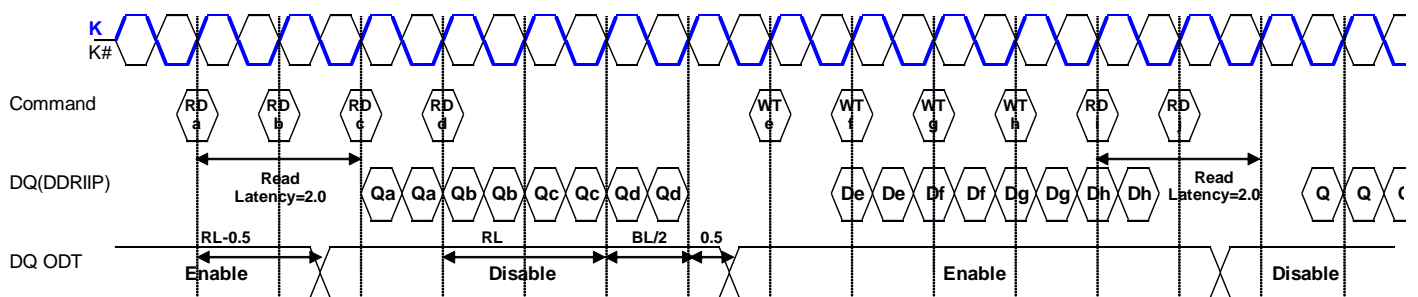 K
K#
Command
RD a
RD b
RD c
RD d
WT e
WT f
WT g
WT h
RD i
RD j
DQ(DDRIIP)
Read Latency=2.0
Qa Qa Qb Qb Qc Qc Qd Qd
De De Df Df Dg Dg Dh Dh
Read Latency=2.0
Q Q
DQ ODT
RL-0.5
RL
BL/2
0.5
Enable
Disable
Enable
Disable